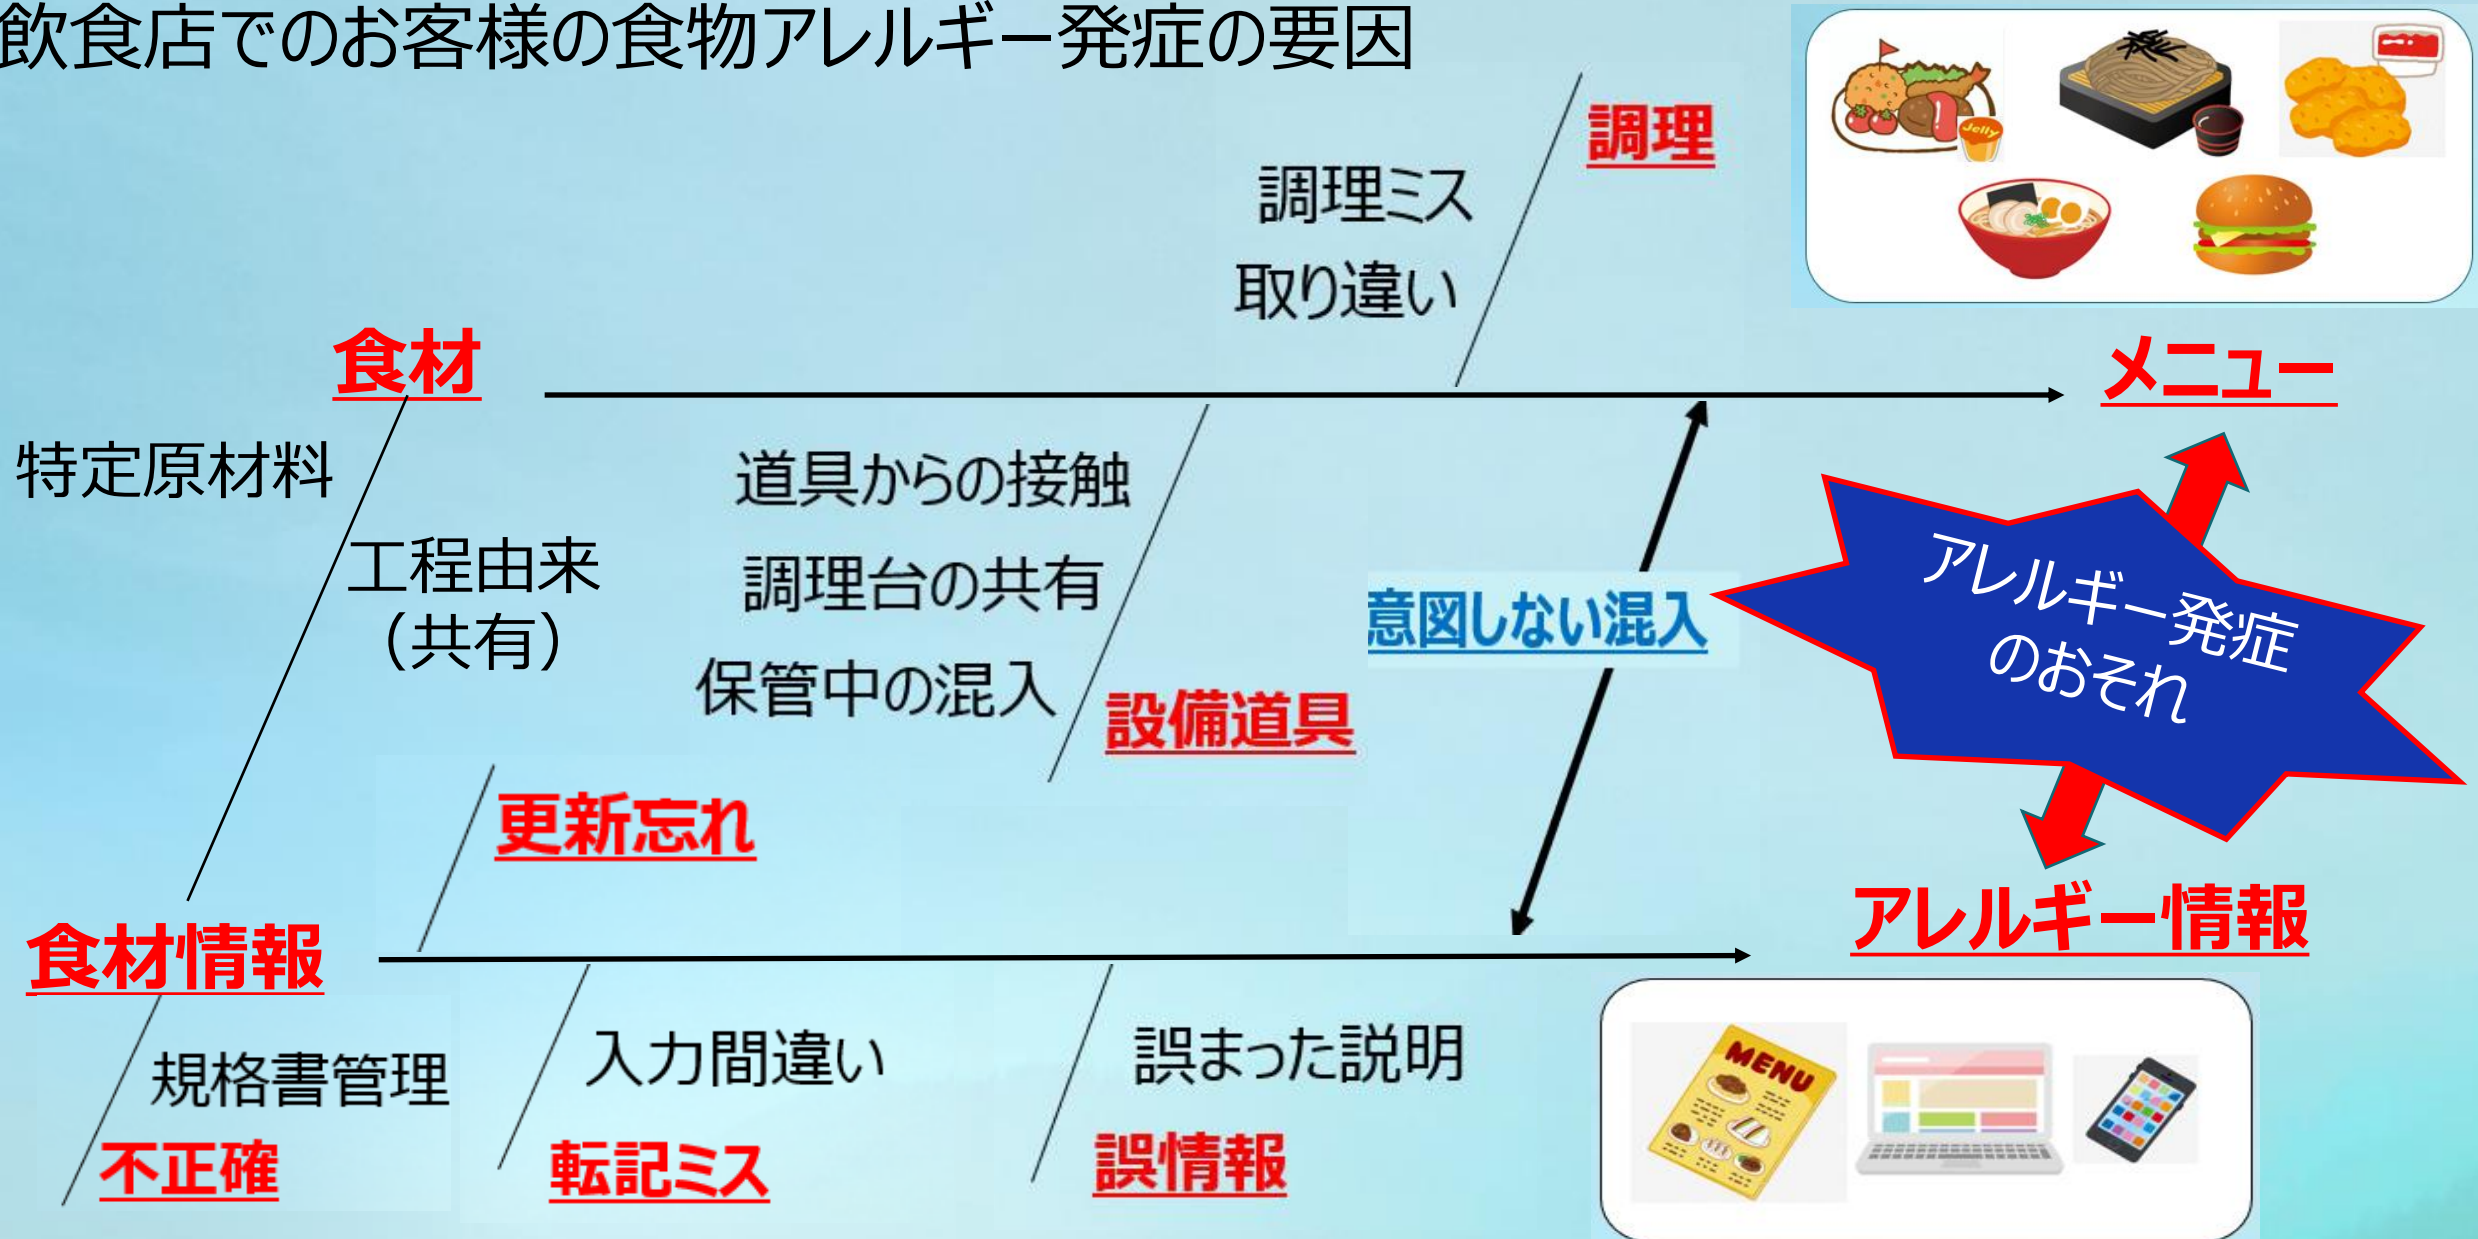 飲食店でのお客様の食物アレルギー発症の要因
調理
調理ミス
取り違い
Jelly
食材
メニュー
特定原材料
工程由来
（共有）
道具からの接触
調理台の共有
保管中の混入
設備道具
意図しない混入
アレルギー発症
のおそれ
更新忘れ
食材情報
アレルギー情報
規格書管理
不正確
入力間違い
転記ミス
誤まった説明
誤情報
MENU